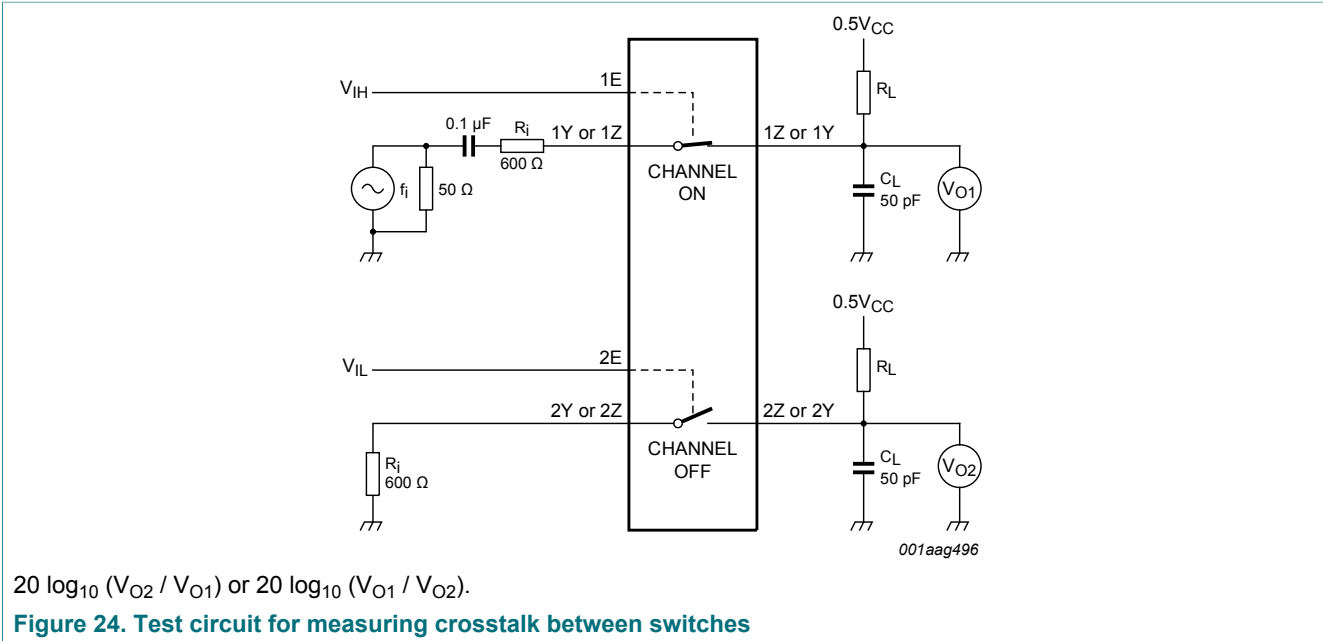 0.5VCC
RL
VIH
1E
0.1 µF
Ri
600 Ω
1Y or 1Z
1Z or 1Y
CHANNEL
ON
fi
50 Ω
CL
50 pF
VO1
0.5VCC
RL
VIL
2E
2Y or 2Z
2Z or 2Y
CHANNEL
OFF
Ri
600 Ω
CL
50 pF
VO2
001aag496
20 log10 (VO2 / VO1) or 20 log10 (VO1 / VO2).
Figure 24. Test circuit for measuring crosstalk between switches